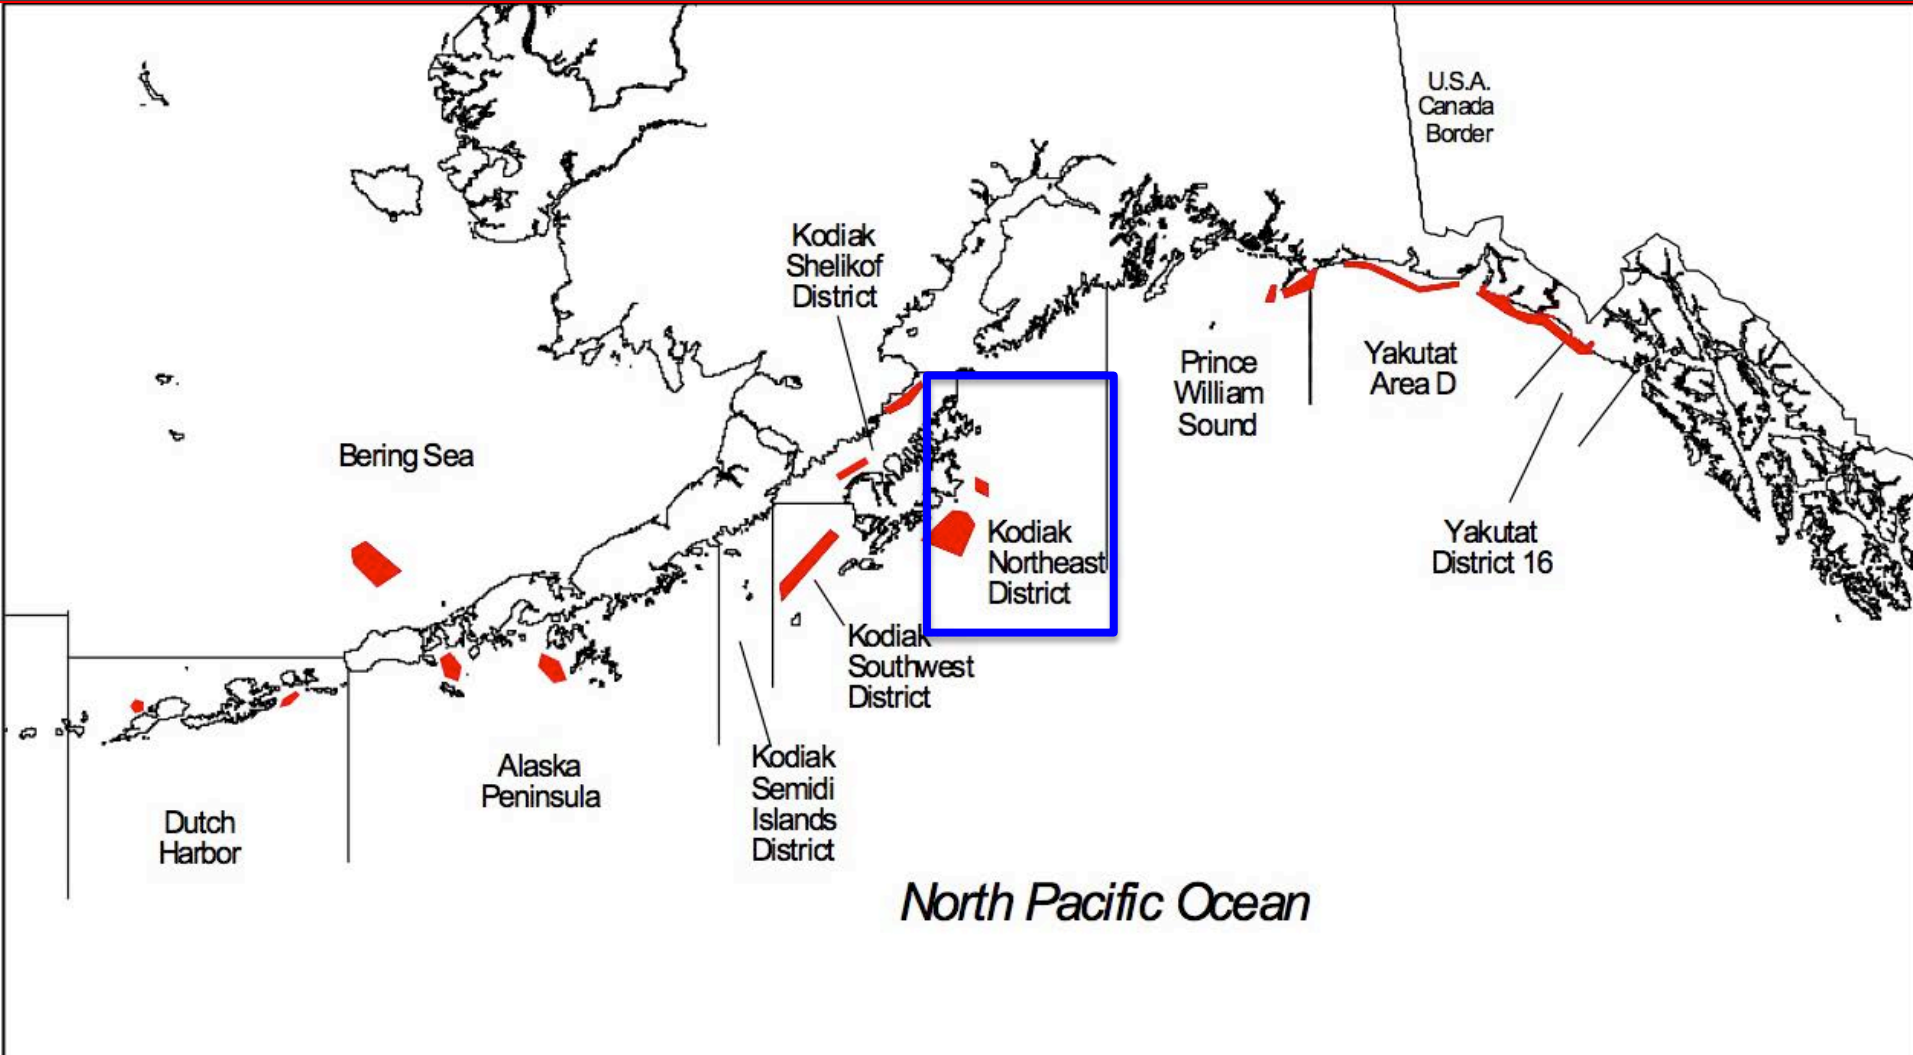 U.S.A.
Canada
Border
Kodiak
Shelikof
District
Prince
William
Sound
Yakutat
Area D
Bering Sea
Kodiak
Northeast
District
Yakutat
District 16
Kodiak
Southwest
District
Kodiak
Semidi
Islands
District
Alaska
Peninsula
Dutch
Harbor
North Pacific Ocean